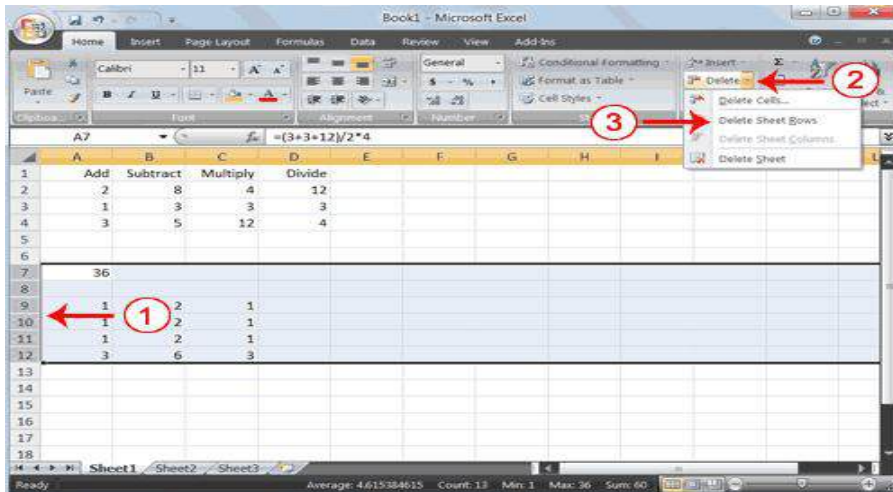 Book1 - Microsoft Excel
Home Insert Page Layout Formulas Data Review View Add-Ins
Paste Calibri 11 A A General Conditional Formatting Insert Σ
B I U A $ % , Format as Table Delete 2
Cell Styles Delete Cells...
Font Alignment Number 3 Delete Sheet Rows
A7 fx =(3+3+12)/2*4 Delete Sheet Columns
Delete Sheet
A B C D E F G H I
1 Add Subtract Multiply Divide
2 2 8 4 12
3 1 3 3 3
4 3 5 12 4
5
6
7 36
8
9 1 2 1
10 1 1 2 1
11 1 2 1
12 3 6 3
13
14
15
16
17
18
Sheet1 Sheet2 Sheet3
Ready Average: 4.615384615 Count: 13 Min: 1 Max: 36 Sum: 60